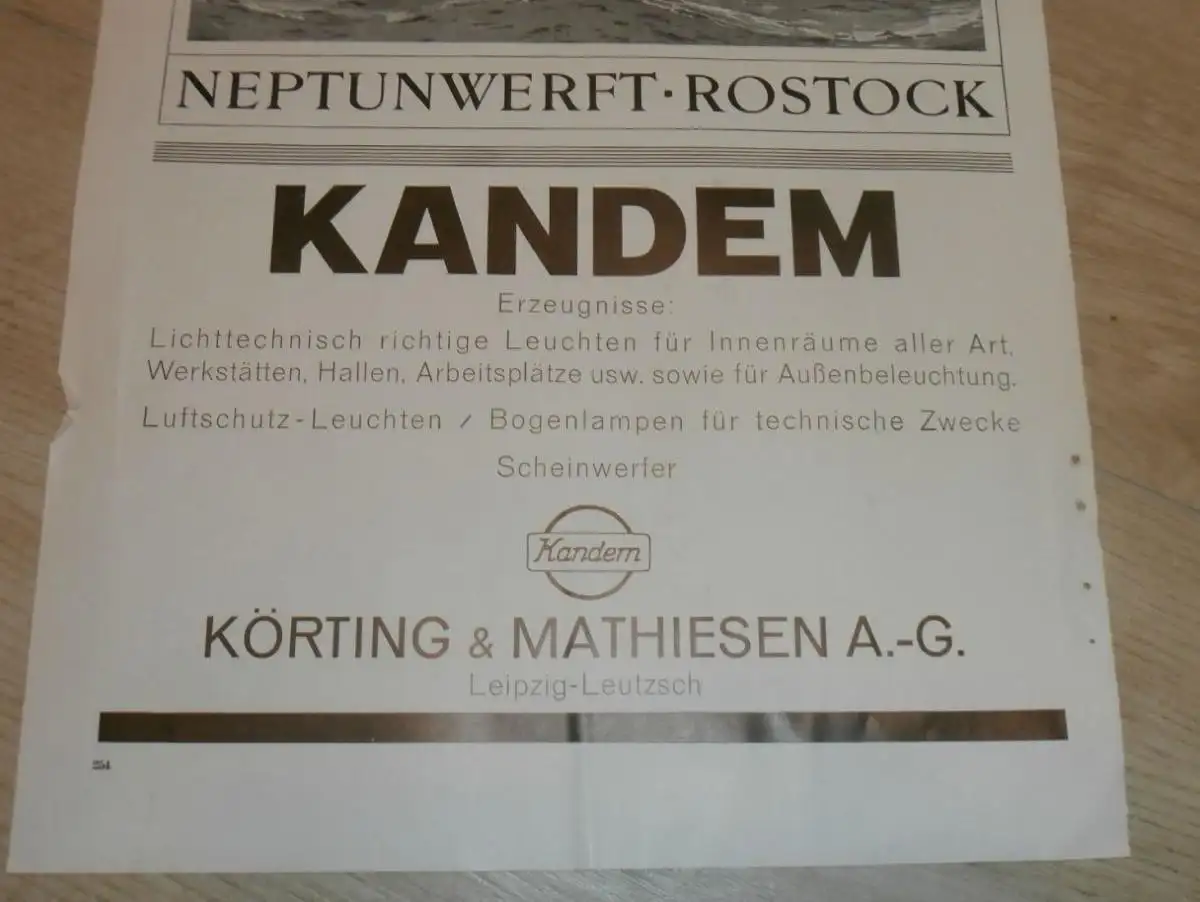 NEPTUNWERFT·ROSTOCK
KANDEM
Erzeugnisse:
Lichttechnisch richtige Leuchten für Innenräume aller Art,
Werkstätten, Hallen, Arbeitsplätze usw. sowie für Außenbeleuchtung.
Luftschutz-Leuchten / Bogenlampen für technische Zwecke
Scheinwerfer
Kandem
KÖRTING & MATHIESEN A.-G.
Leipzig-Leutzsch
254